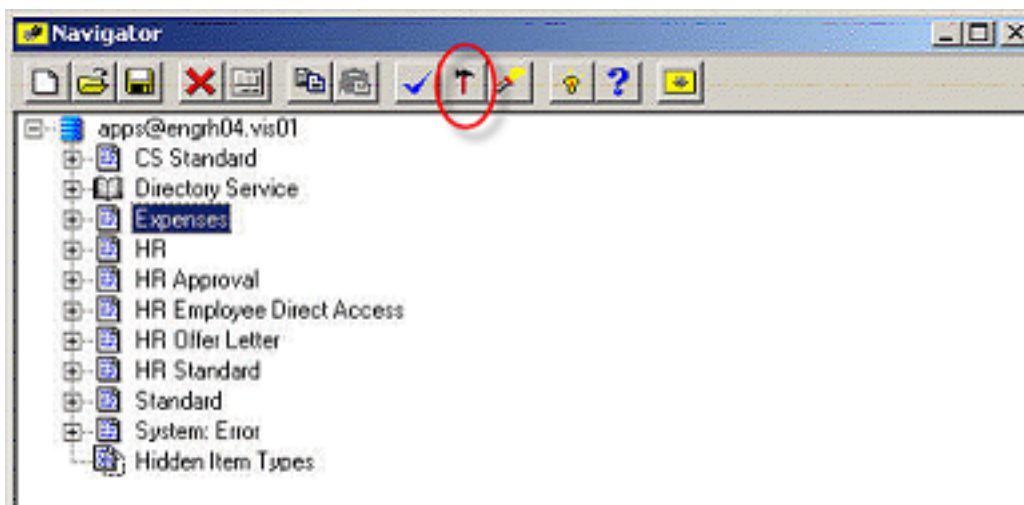 Navigator
apps@engrh04.vis01
CS Standard
Directory Service
Expenses
HR
HR Approval
HR Employee Direct Access
HR Offer Letter
HR Standard
Standard
System: Error
Hidden Item Types